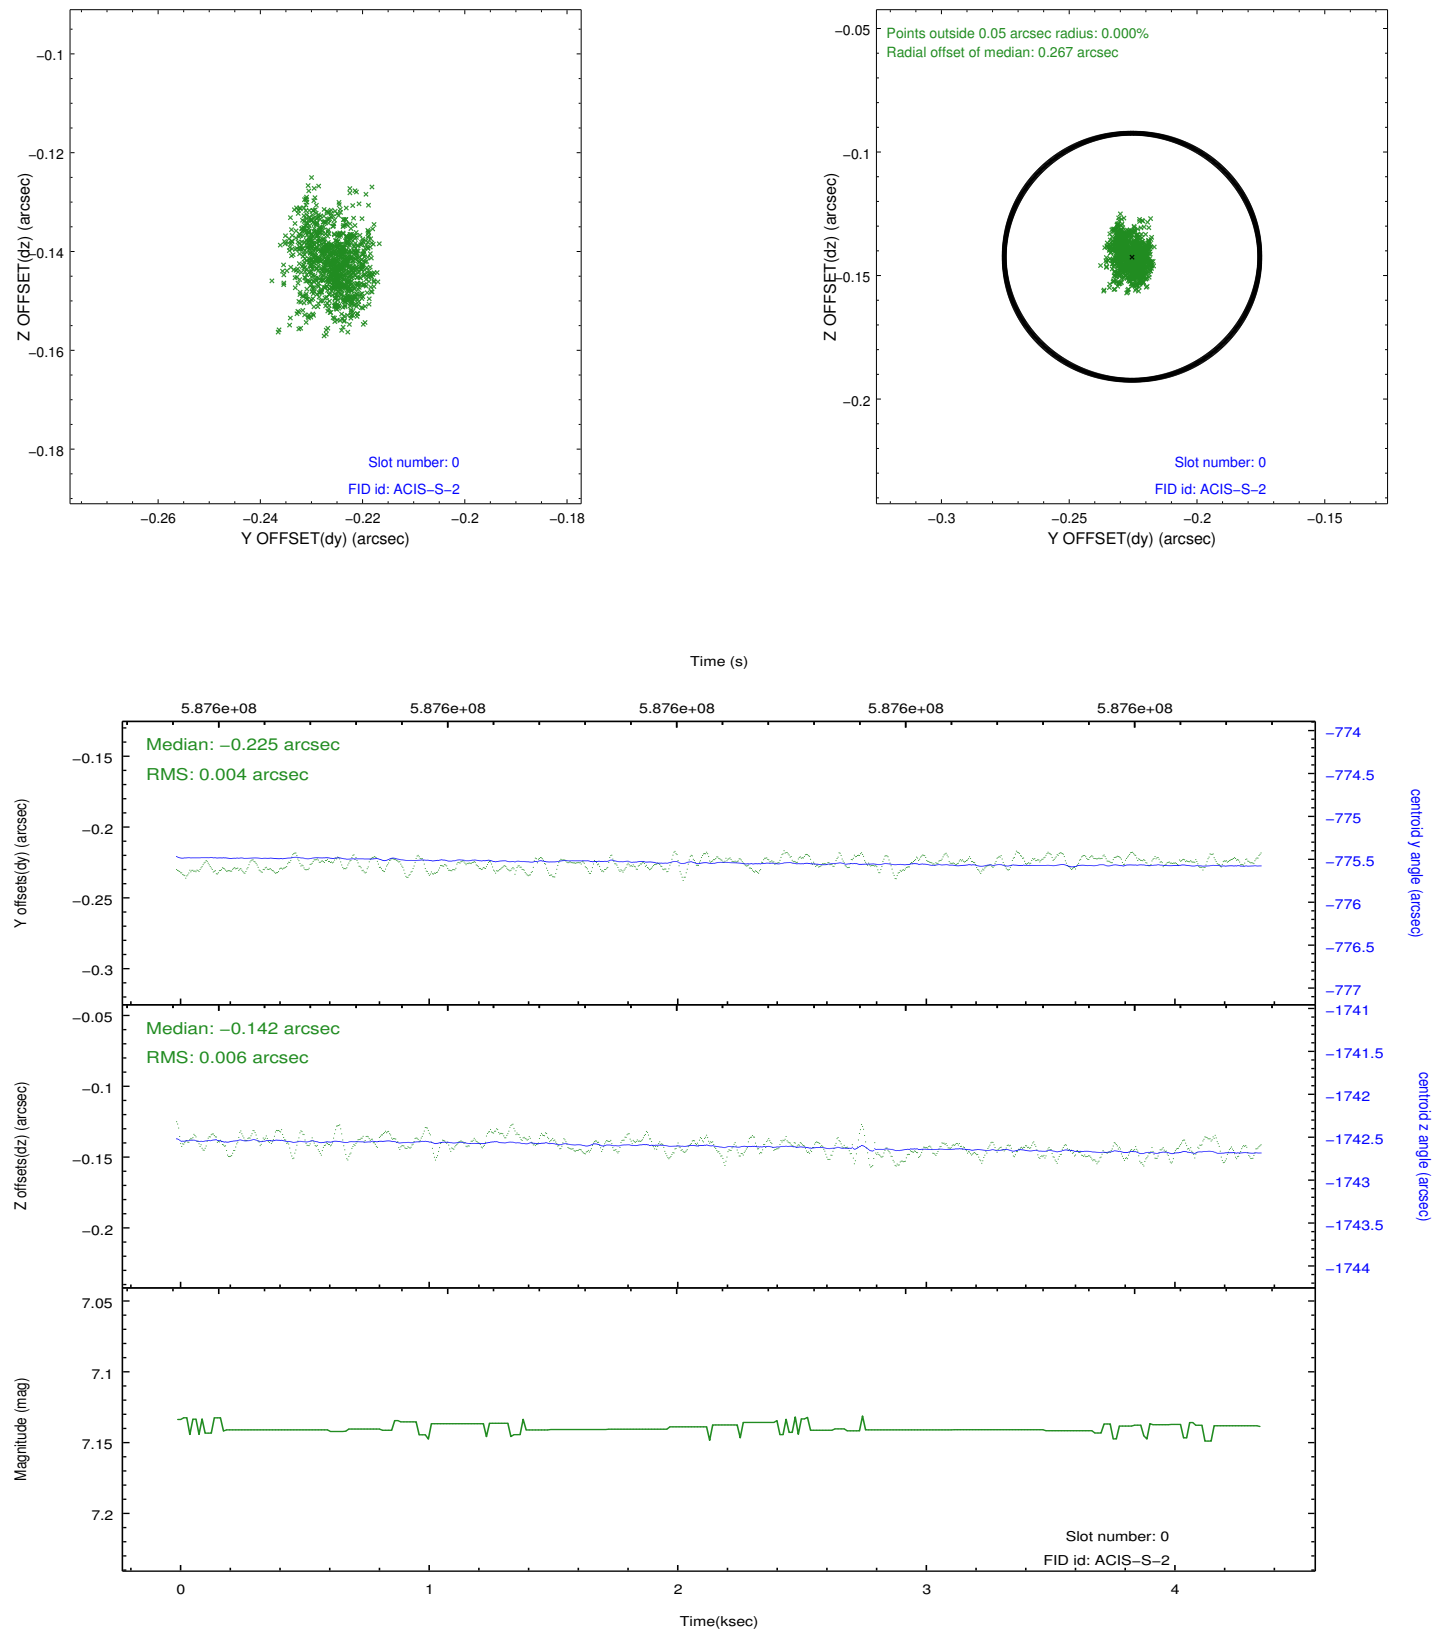 −0.1
−0.12
−0.14
−0.16
−0.18
Z OFFSET(dz) (arcsec)
Slot number: 0
FID id: ACIS−S−2
−0.26
−0.24
−0.22
−0.2
−0.18
Y OFFSET(dy) (arcsec)
Points outside 0.05 arcsec radius: 0.000%
Radial offset of median: 0.267 arcsec
−0.05
−0.1
−0.15
−0.2
Z OFFSET(dz) (arcsec)
Slot number: 0
FID id: ACIS−S−2
−0.3
−0.25
−0.2
−0.15
Y OFFSET(dy) (arcsec)
Time (s)
5.876e+08
5.876e+08
5.876e+08
5.876e+08
5.876e+08
Median: −0.225 arcsec
RMS: 0.004 arcsec
−0.15
−0.2
−0.25
−0.3
Y offsets(dy) (arcsec)
−774
−774.5
−775
−775.5
−776
−776.5
−777
centroid y angle (arcsec)
Median: −0.142 arcsec
RMS: 0.006 arcsec
−0.05
−0.1
−0.15
−0.2
Z offsets(dz) (arcsec)
−1741
−1741.5
−1742
−1742.5
−1743
−1743.5
−1744
centroid z angle (arcsec)
7.05
7.1
7.15
7.2
Magnitude (mag)
Slot number: 0
FID id: ACIS−S−2
0
1
2
3
4
Time(ksec)